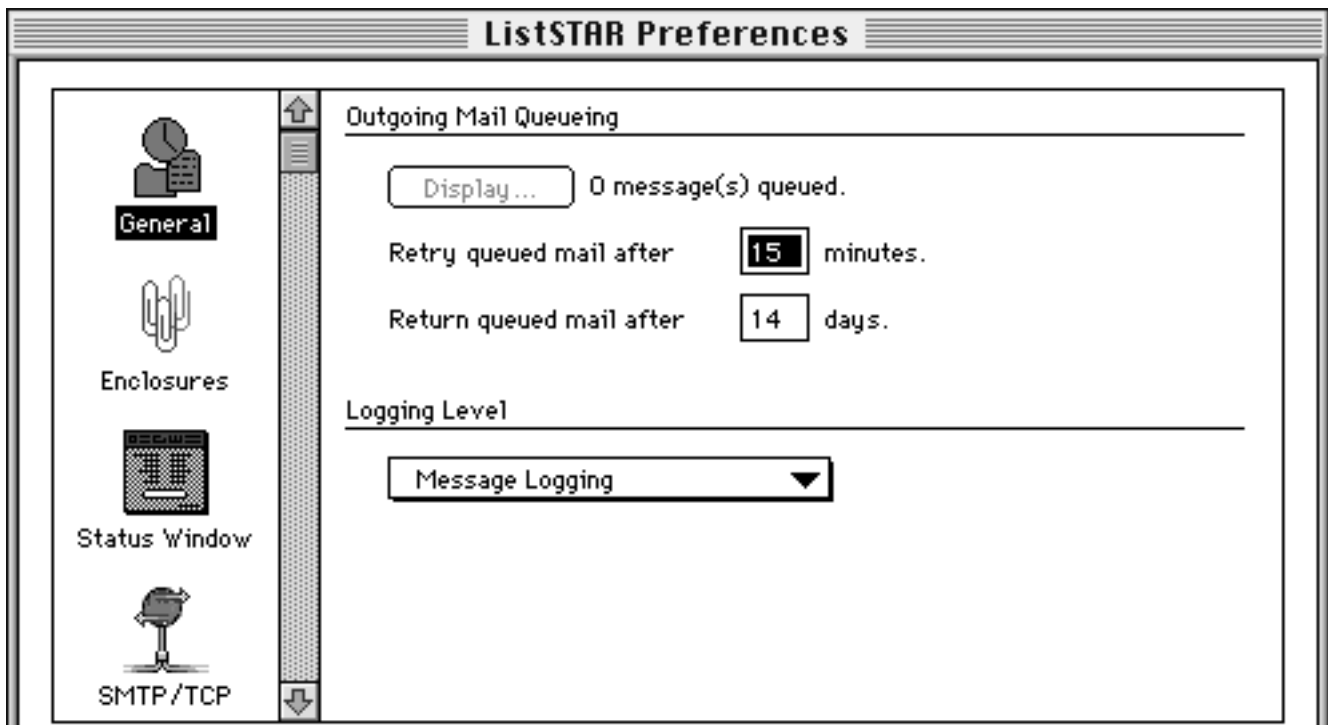 ListSTAR Preferences
General
Enclosures
Status Window
SMTP/TCP
Outgoing Mail Queueing
Display... 0 message(s) queued.
Retry queued mail after 15 minutes.
Return queued mail after 14 days.
Logging Level
Message Logging